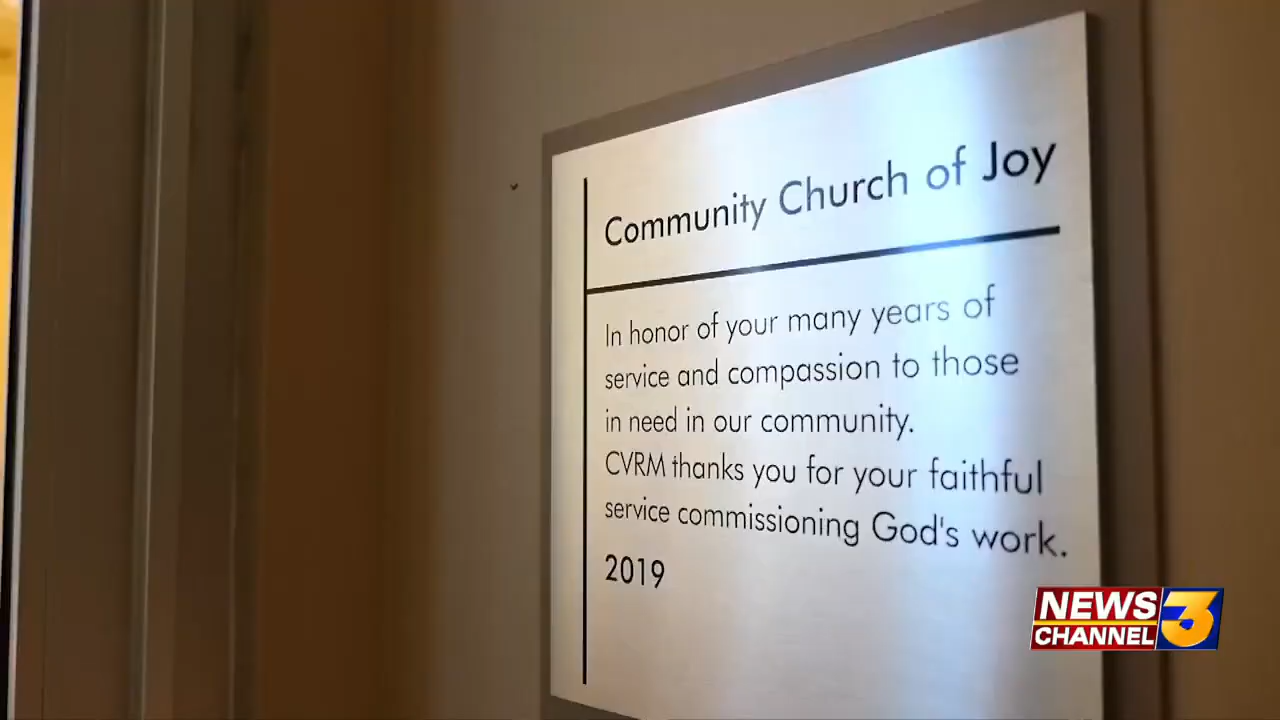 Community Church of Joy
In honor of your many years of
service and compassion to those
in need in our community.
CVRM thanks you for your faithful
service commissioning God's work.
2019
NEWS
CHANNEL 3